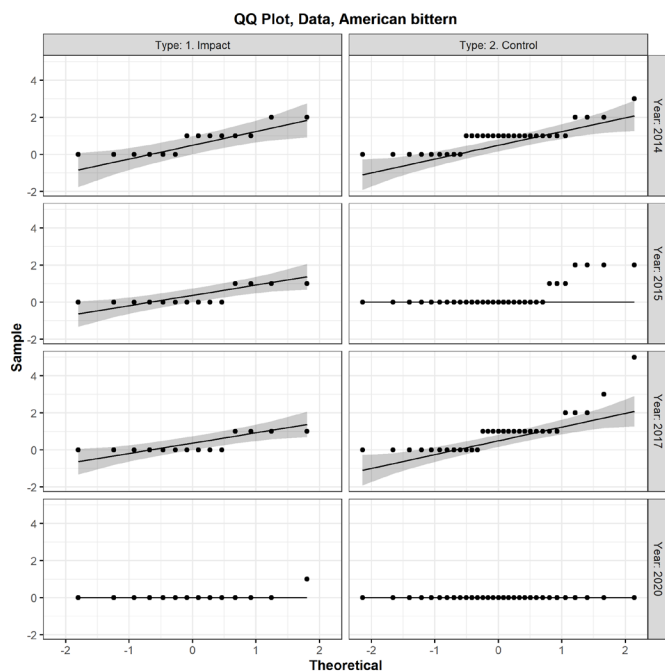 QQ Plot, Data, American bittern
Type: 1. Impact
Type: 2. Control
4
2
0
-2
Year: 2014
4
2
0
-2
Year: 2015
4
2
0
-2
Year: 2017
4
2
0
-2
Year: 2020
Sample
-2 -1 0 1 2
-2 -1 0 1 2
Theoretical